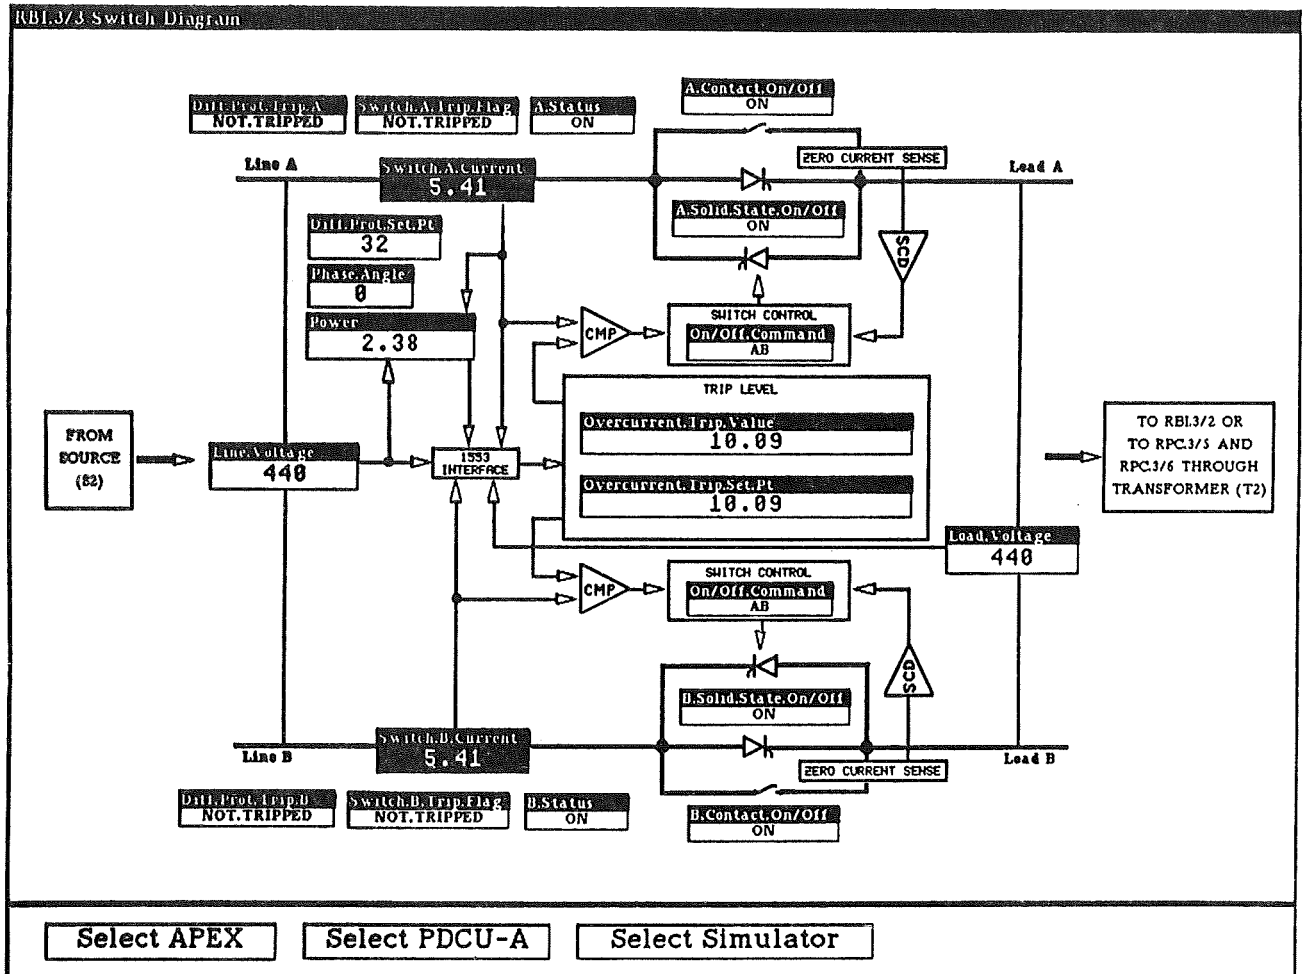 RBI.3/3 Switch Diagram
A.Contact.On/Off
ON
Diff.Prot.Trip.A
NOT.TRIPPED
Switch.A.Trip.Flag
NOT.TRIPPED
A.Status
ON
ZERO CURRENT SENSE
Line A
Switch.A.Current
5.41
Load A
A.Solid.State.On/Off
ON
Diff.Prot.Set.Pt
32
SCD
Phase.Angle
0
Power
2.38
CMP
SWITCH CONTROL
On/Off.Command
AB
TRIP LEVEL
Overcurrent.Trip.Value
10.09
Overcurrent.Trip.Set.Pt
10.09
FROM
SOURCE
(S2)
Line.Voltage
440
1553
INTERFACE
TO RBI.3/2 OR
TO RPC.3/5 AND
RPC.3/6 THROUGH
TRANSFORMER (T2)
Load.Voltage
440
CMP
SWITCH CONTROL
On/Off.Command
AB
SCD
B.Solid.State.On/Off
ON
Line B
Switch.B.Current
5.41
Load B
ZERO CURRENT SENSE
Diff.Prot.Trip.B
NOT.TRIPPED
Switch.B.Trip.Flag
NOT.TRIPPED
B.Status
ON
B.Contact.On/Off
ON
Select APEX
Select PDCU-A
Select Simulator